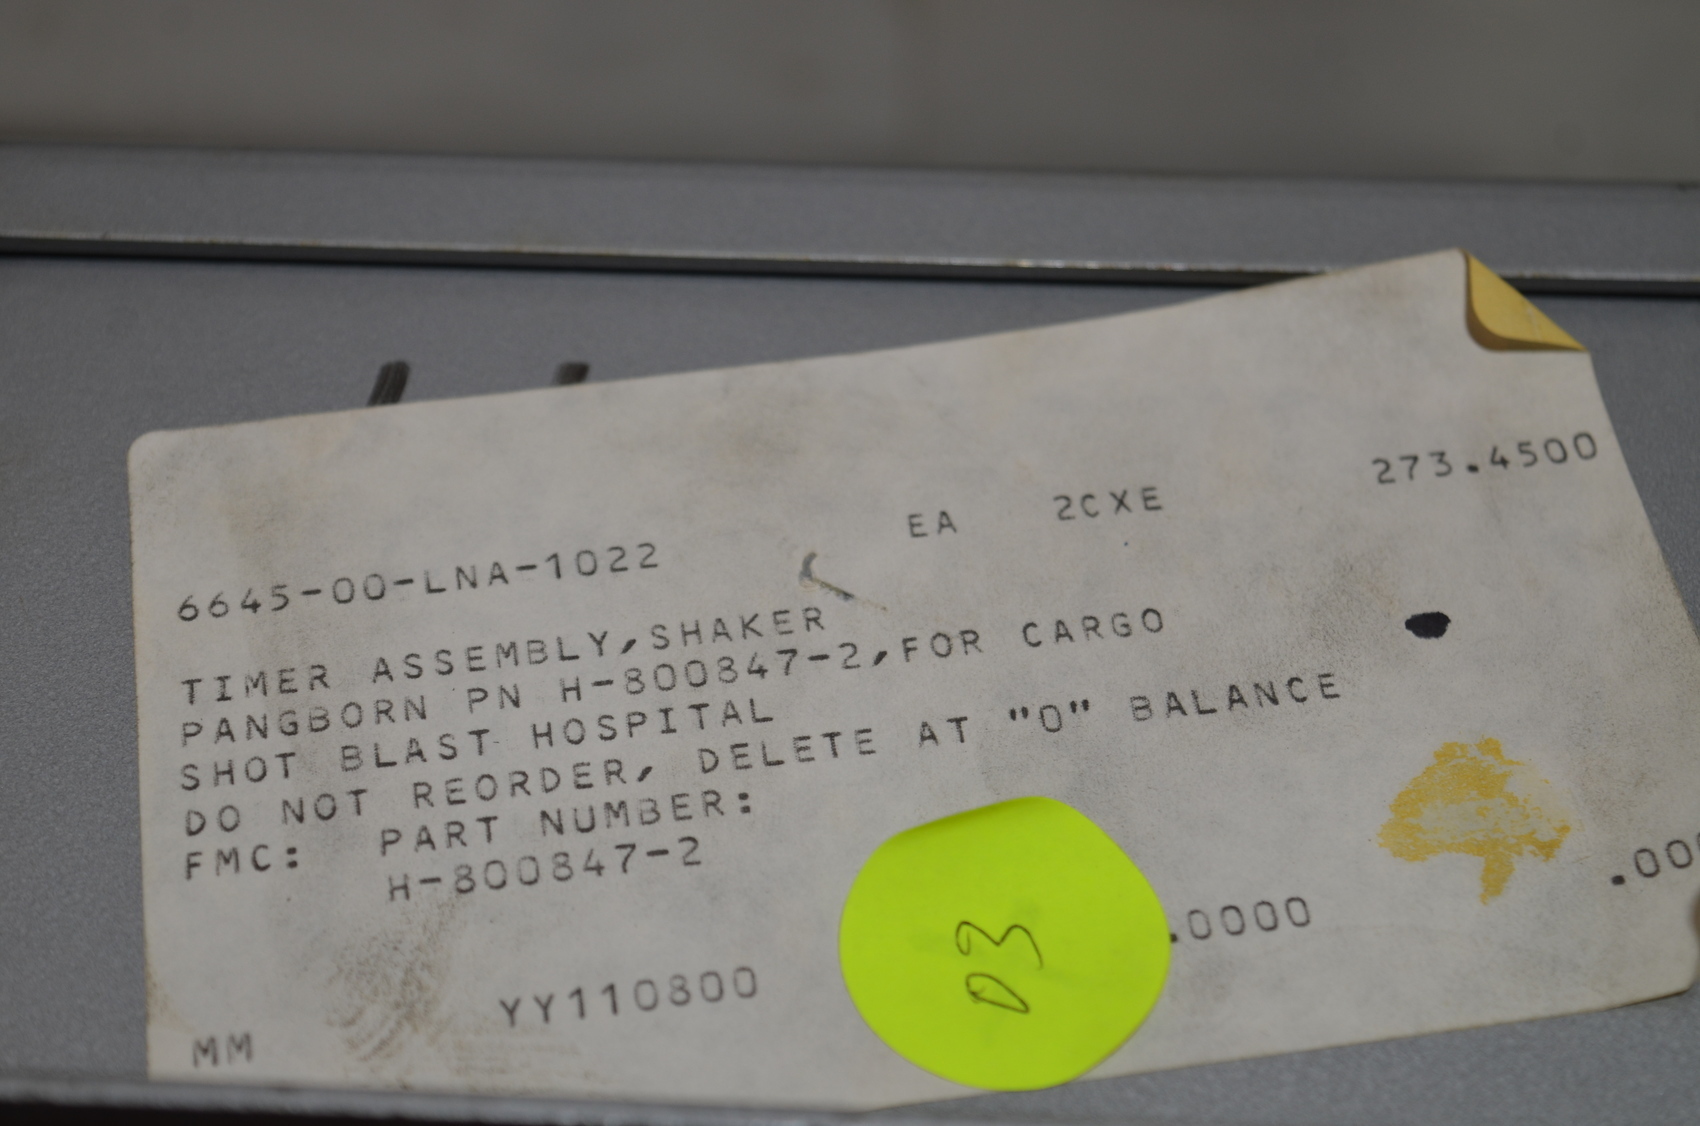 273.4500
6645-00-LNA-1022 EA 2CXE
TIMER ASSEMBLY,SHAKER
PANGBORN PN H-800847-2,FOR CARGO
SHOT BLAST HOSPITAL
DO NOT REORDER, DELETE AT "0" BALANCE
FMC: PART NUMBER:
H-800847-2
.0000
YY110800
MM
D3